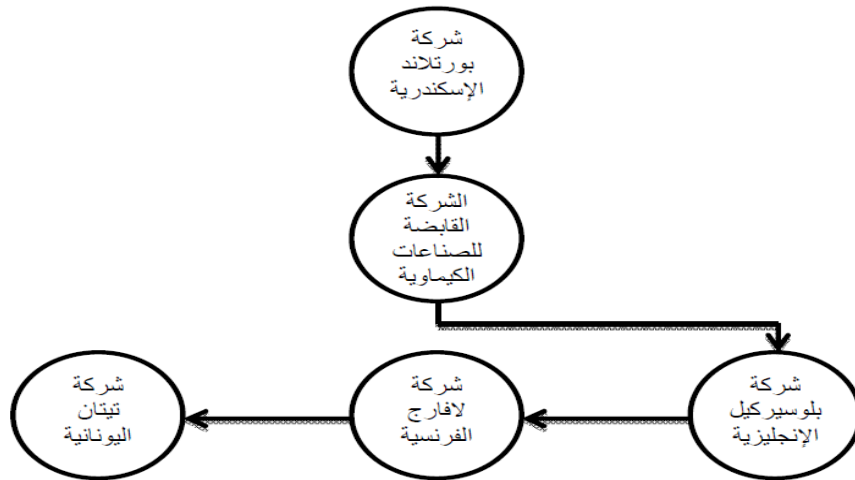 شركة
بورتلاند
الإسكندرية
الشركة
القابضة
للصناعات
الكيماوية
شركة
بلوسيركيل
الإنجليزية
شركة
لافارج
الفرنسية
شركة
تيتان
اليونانية